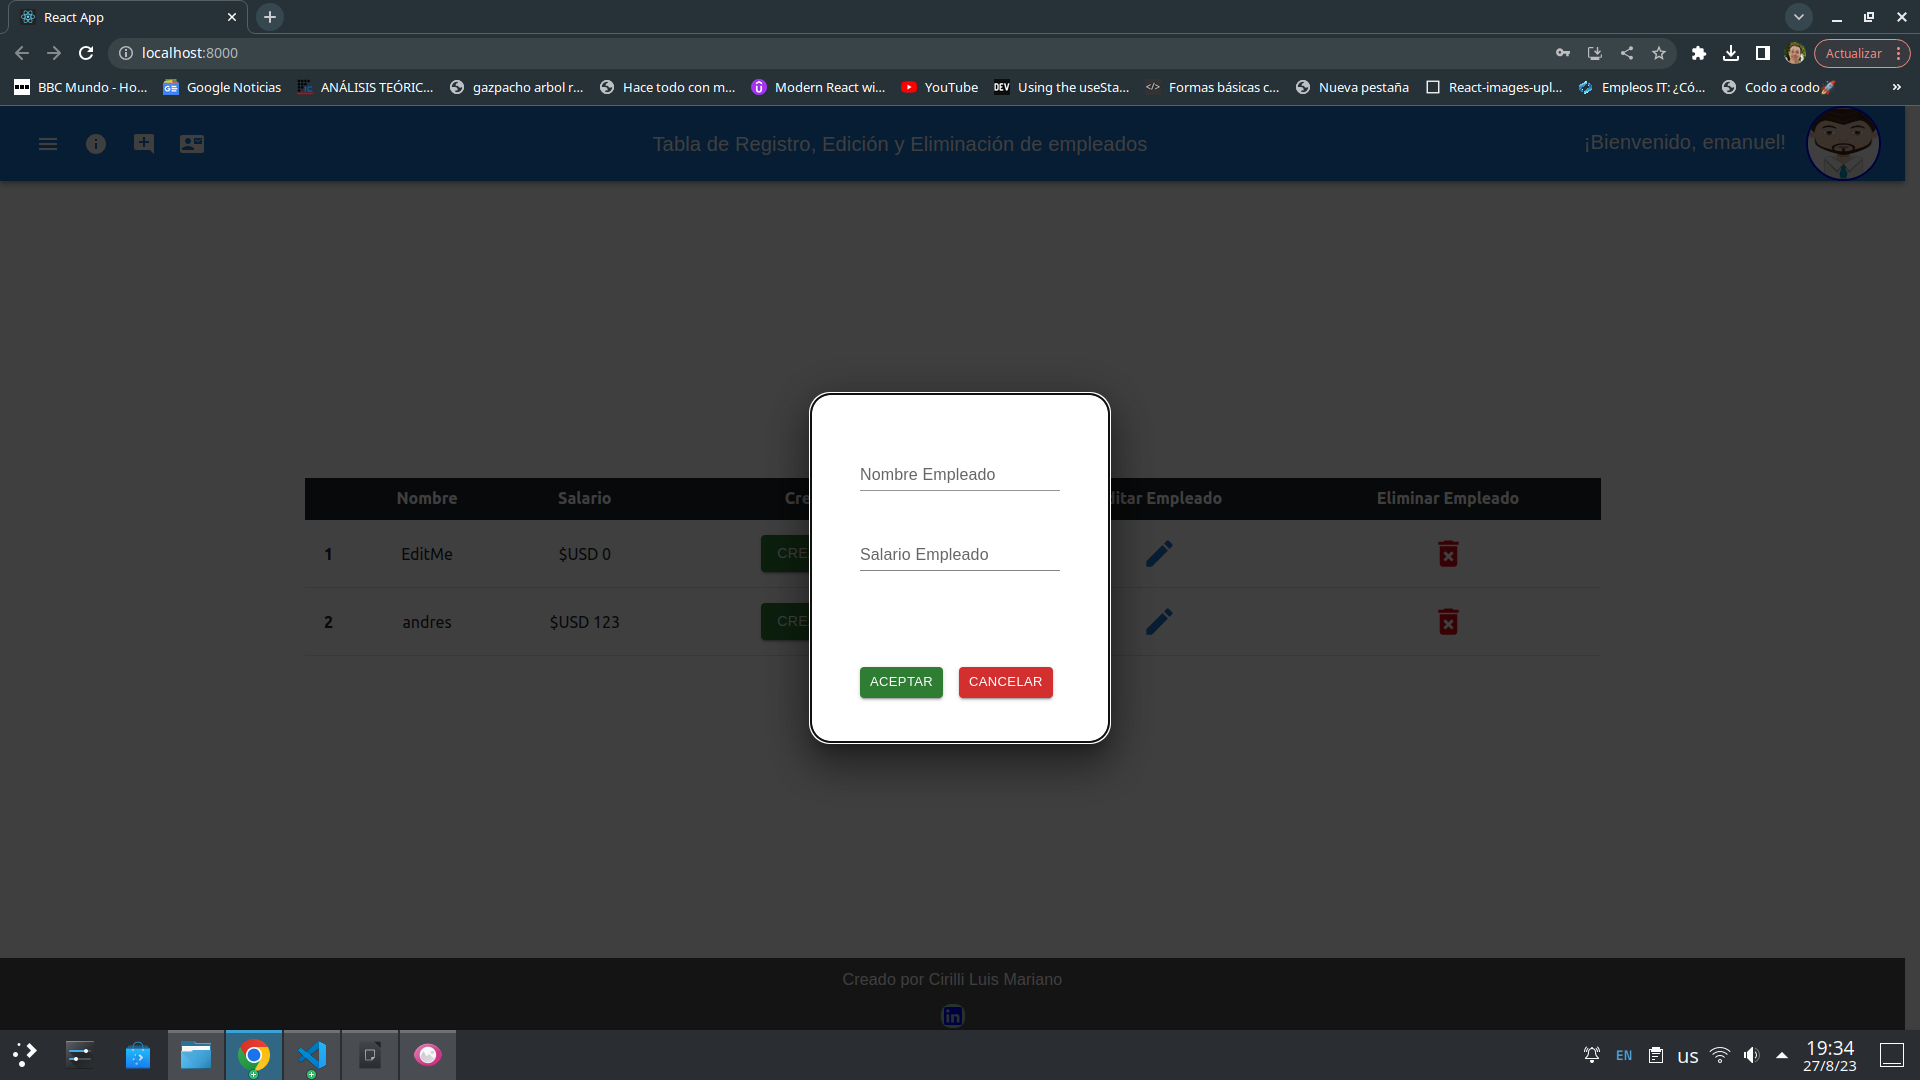 React App
localhost:8000
Actualizar
BBC Mundo - Ho...
Google Noticias
ANÁLISIS TEÓRIC...
gazpacho arbol r...
Hace todo con m...
Modern React wi...
YouTube
DEV
Using the useSta...
Formas básicas c...
Nueva pestaña
React-images-upl...
Empleos IT: ¿Có...
Codo a codo🚀
»
Tabla de Registro, Edición y Eliminación de empleados
¡Bienvenido, emanuel!
Nombre Salario Cre ditar Empleado Eliminar Empleado
1 EditMe $USD 0 CRE
2 andres $USD 123 CRE
Nombre Empleado
Salario Empleado
ACEPTAR CANCELAR
Creado por Cirilli Luis Mariano
in
EN
us
19:34
27/8/23